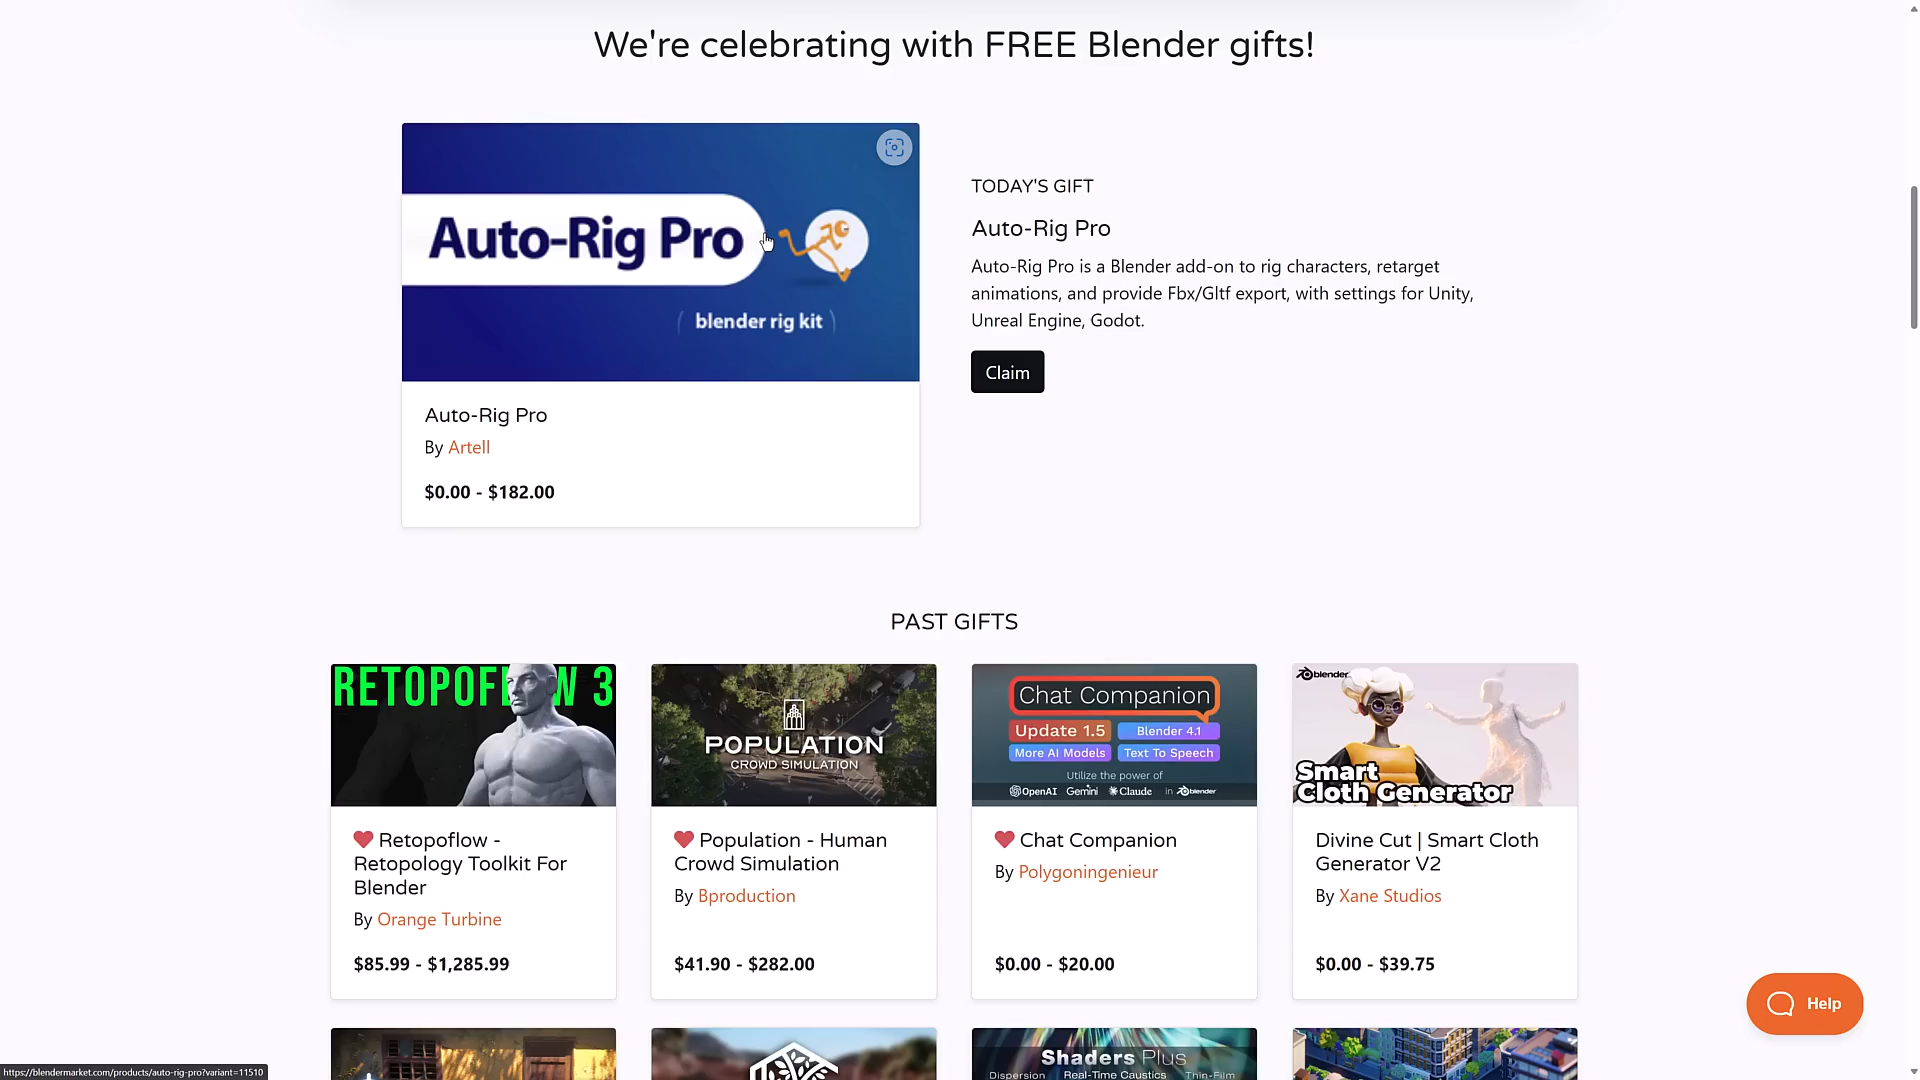 We're celebrating with FREE Blender gifts!
Auto-Rig Pro
blender rig kit
Auto-Rig Pro
By Artell
$0.00 - $182.00
TODAY'S GIFT
Auto-Rig Pro
Auto-Rig Pro is a Blender add-on to rig characters, retarget
animations, and provide Fbx/Gltf export, with settings for Unity,
Unreal Engine, Godot.
Claim
PAST GIFTS
RETOPOFL W 3
Retopoflow -
Retopology Toolkit For
Blender
By Orange Turbine
$85.99 - $1,285.99
POPULATION
CROWD SIMULATION
Population - Human
Crowd Simulation
By Bproduction
$41.90 - $282.00
Chat Companion
Update 1.5
Blender 4.1
More AI Models
Text To Speech
Utilize the power of
OpenAI Gemini Claude in blender
Chat Companion
By Polygoningenieur
$0.00 - $20.00
blender
Smart
Cloth Generator
Divine Cut | Smart Cloth
Generator V2
By Xane Studios
$0.00 - $39.75
Shaders Plus
Dispersion Real-Time Caustics Thin-Film
Help
https://blendermarket.com/products/auto-rig-pro?variant=11510